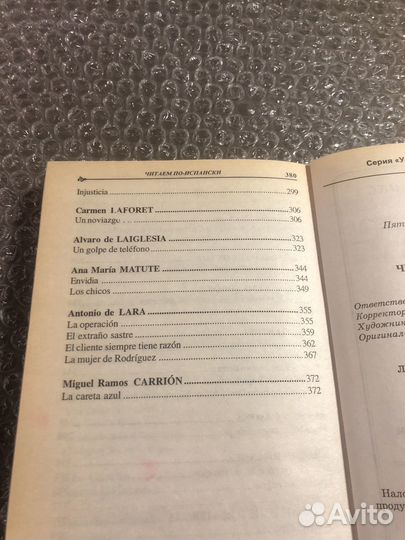 ЧИТАЕМ ПО-ИСПАНСКИ 380
Injusticia 299
Carmen LAFORET 306
Un noviazgo 306
Alvaro de LAIGLESIA 323
Un golpe de teléfono 323
Ana María MATUTE 344
Envidia 344
Los chicos 349
Antonio de LARA 355
La operación 355
El extraño sastre 359
El cliente siempre tiene razón 362
La mujer de Rodríguez 367
Miguel Ramos CARRIÓN 372
La careta azul 372
Серия «У
Пят
Ч
Ответстве
Корректор
Художник
Оригинал
Л
Нало
проду
Avito